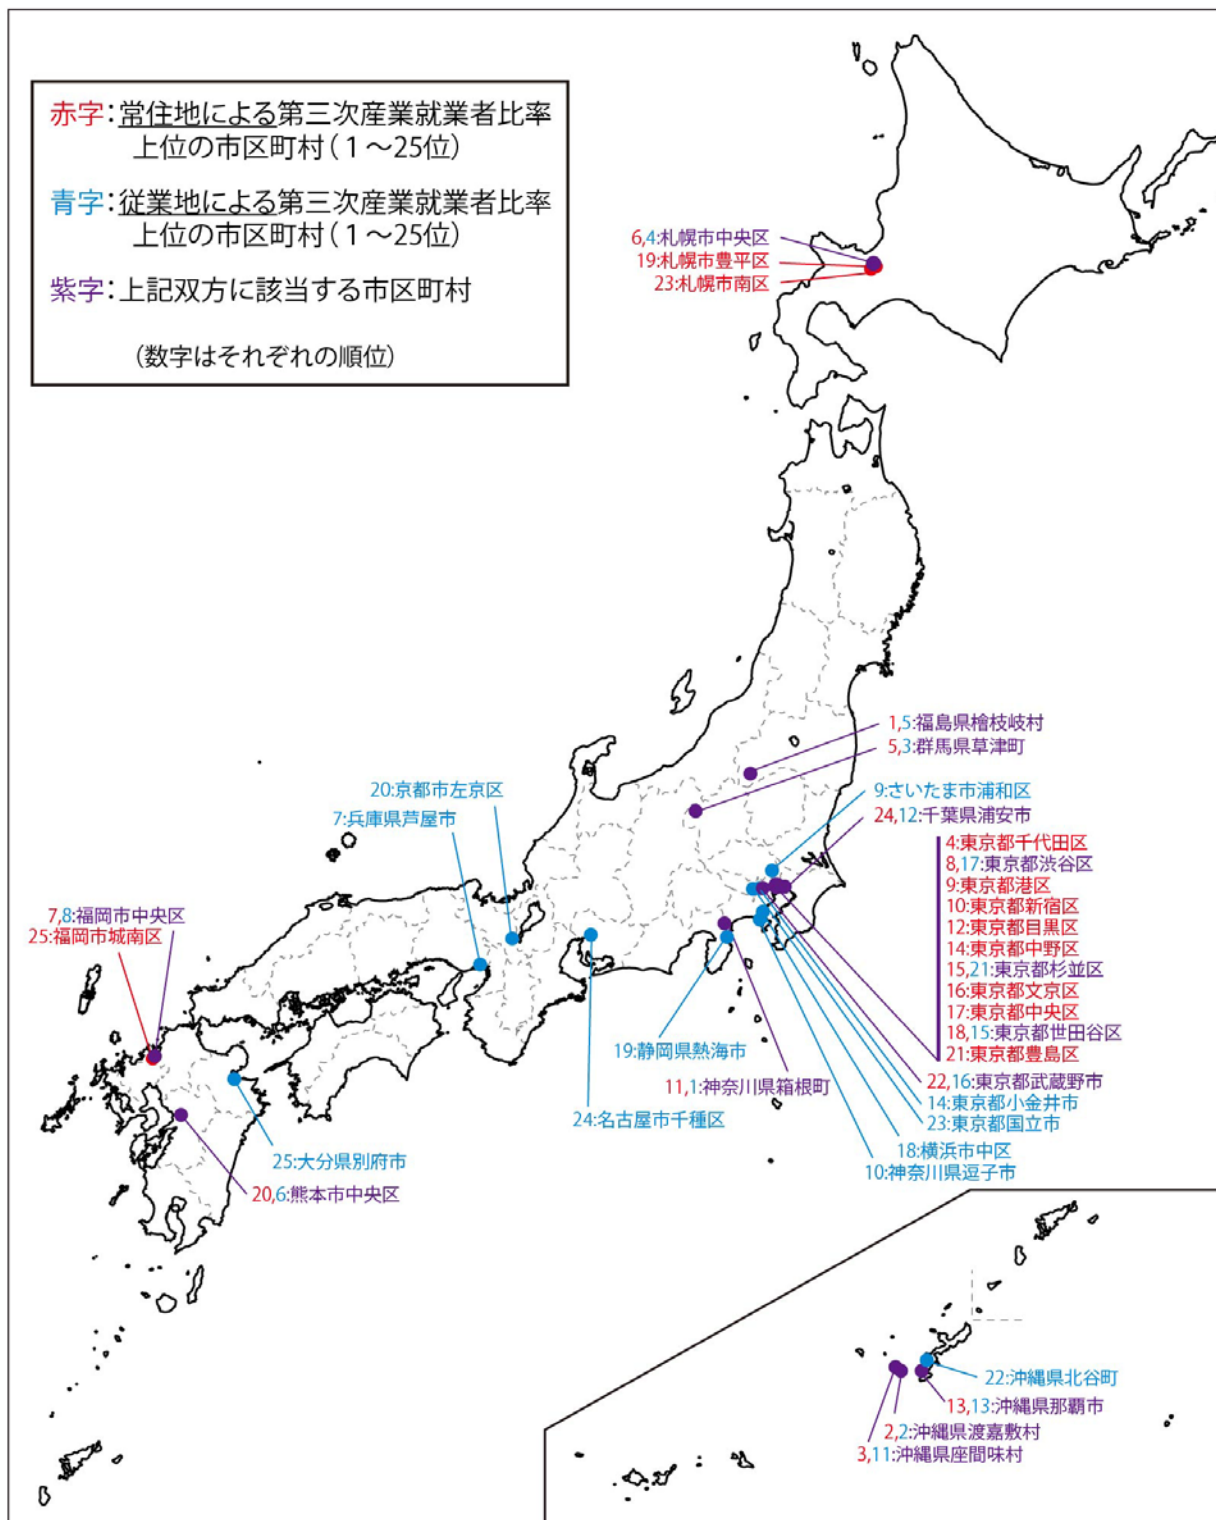 赤字：常住地による第三次産業就業者比率
上位の市区町村（１～25位）
青字：従業地による第三次産業就業者比率
上位の市区町村（１～25位）
紫字：上記双方に該当する市区町村
（数字はそれぞれの順位）
6,4:札幌市中央区
19:札幌市豊平区
23:札幌市南区
1,5:福島県檜枝岐村
5,3:群馬県草津町
9:さいたま市浦和区
24,12:千葉県浦安市
4:東京都千代田区
8,17:東京都渋谷区
9:東京都港区
10:東京都新宿区
12:東京都目黒区
14:東京都中野区
15,21:東京都杉並区
16:東京都文京区
17:東京都中央区
18,15:東京都世田谷区
21:東京都豊島区
22,16:東京都武蔵野市
14:東京都小金井市
23:東京都国立市
18:横浜市中区
10:神奈川県逗子市
20:京都市左京区
7:兵庫県芦屋市
7,8:福岡市中央区
25:福岡市城南区
19:静岡県熱海市
11,1:神奈川県箱根町
24:名古屋市千種区
25:大分県別府市
20,6:熊本市中央区
22:沖縄県北谷町
13,13:沖縄県那覇市
2,2:沖縄県渡嘉敷村
3,11:沖縄県座間味村